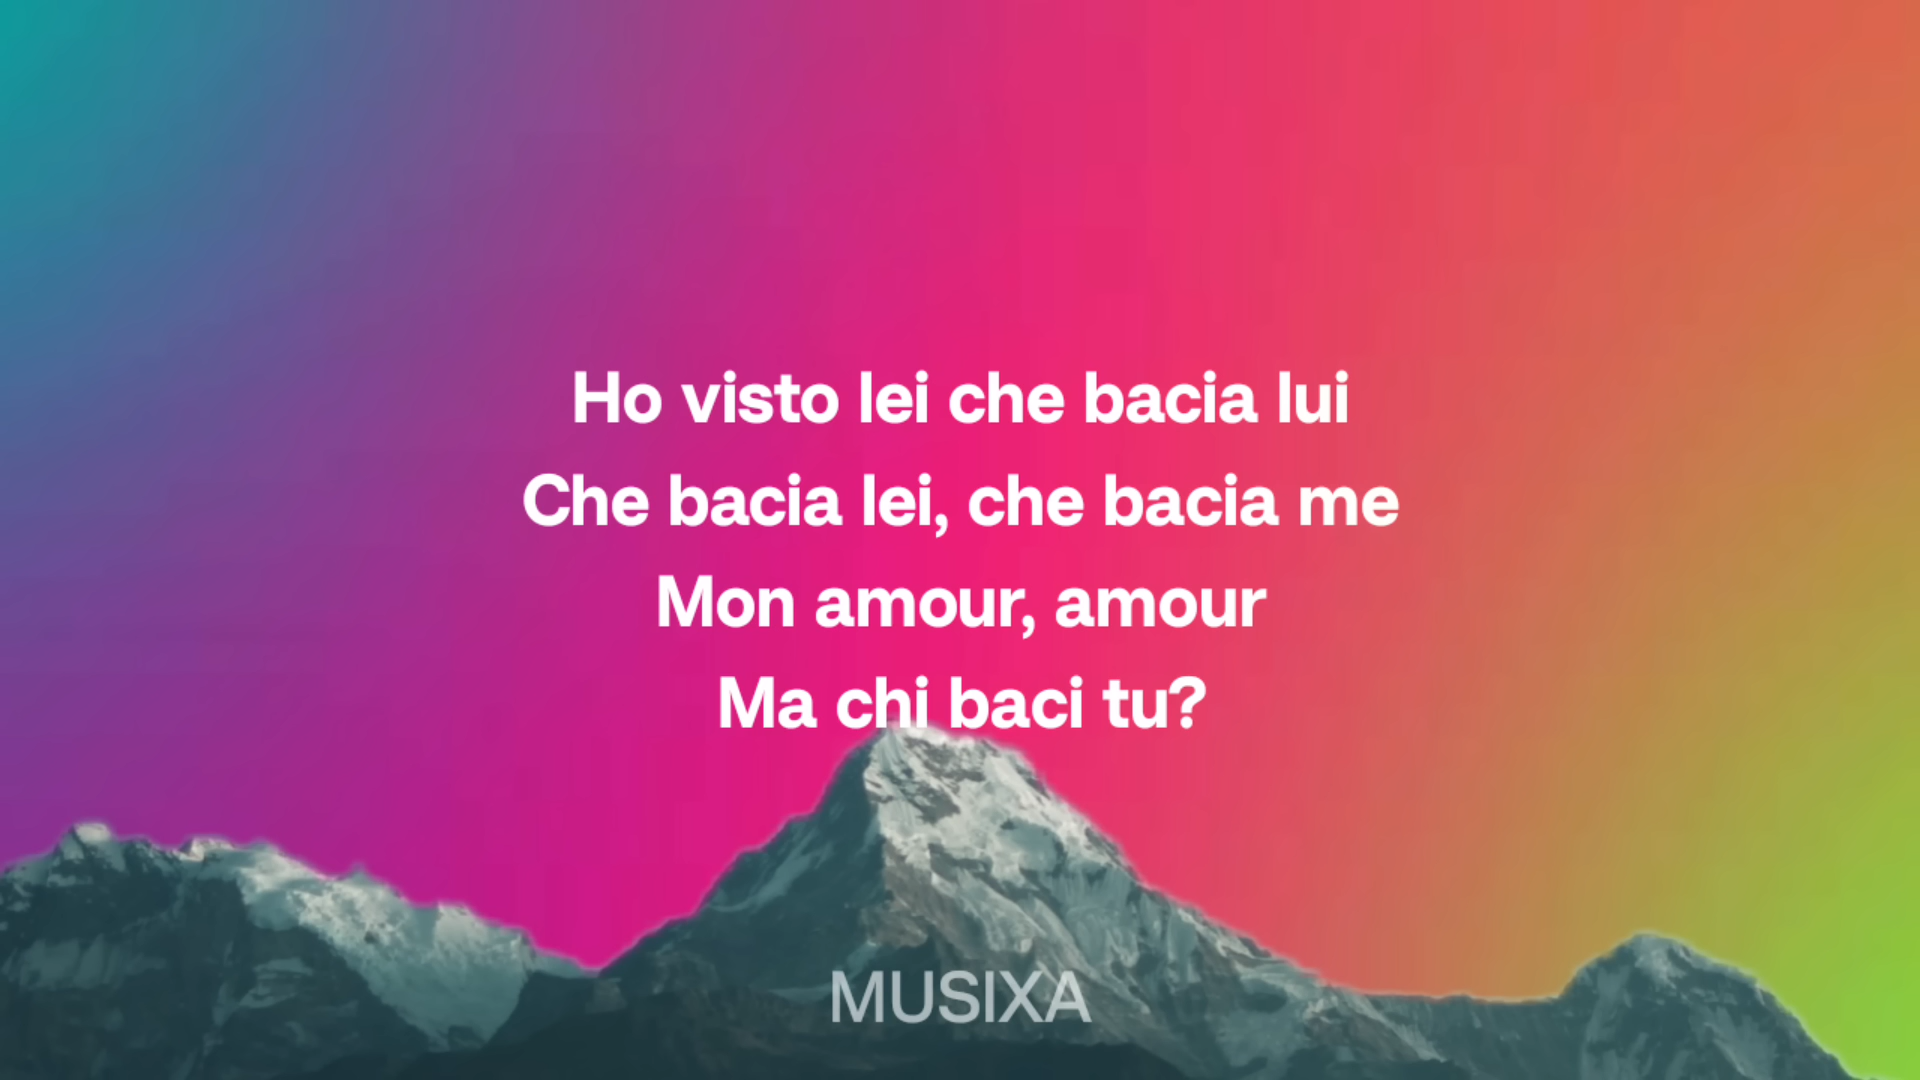 Ho visto lei che bacia lui
Che bacia lei, che bacia me
Mon amour, amour
Ma chi baci tu?
MUSIXA